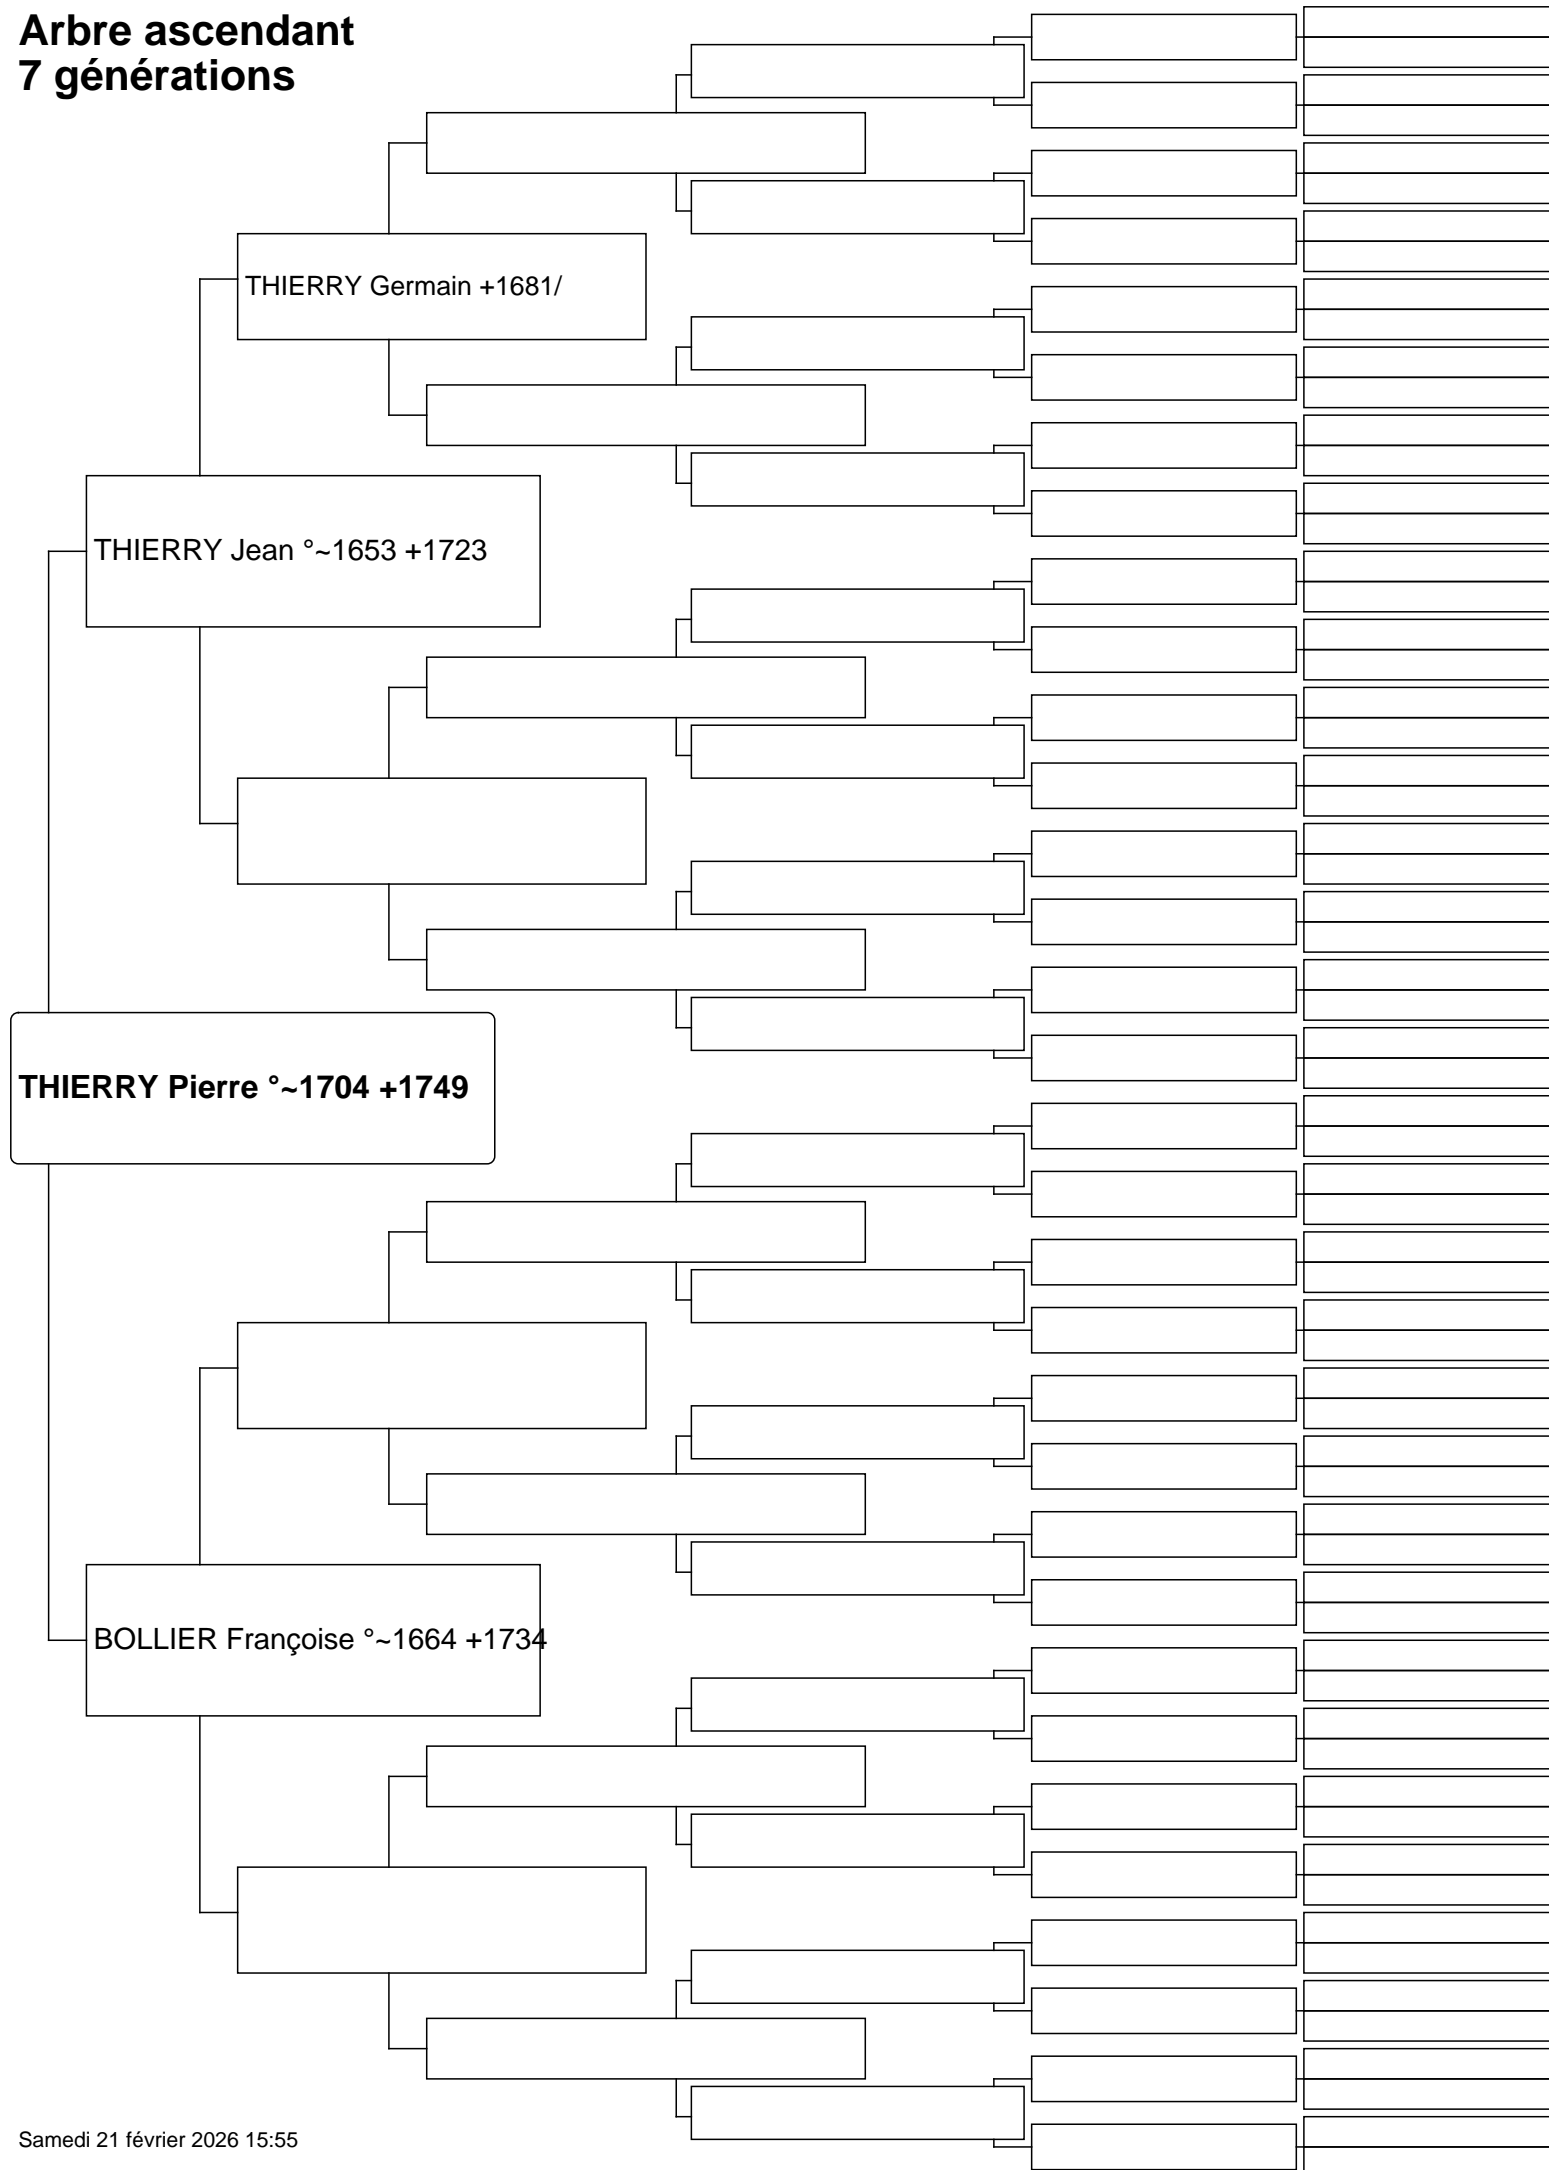 Arbre ascendant
7 générations
THIERRY Germain +1681/
THIERRY Jean °~1653 +1723
THIERRY Pierre °~1704 +1749
BOLLIER Françoise °~1664 +1734
Samedi 21 février 2026 15:55